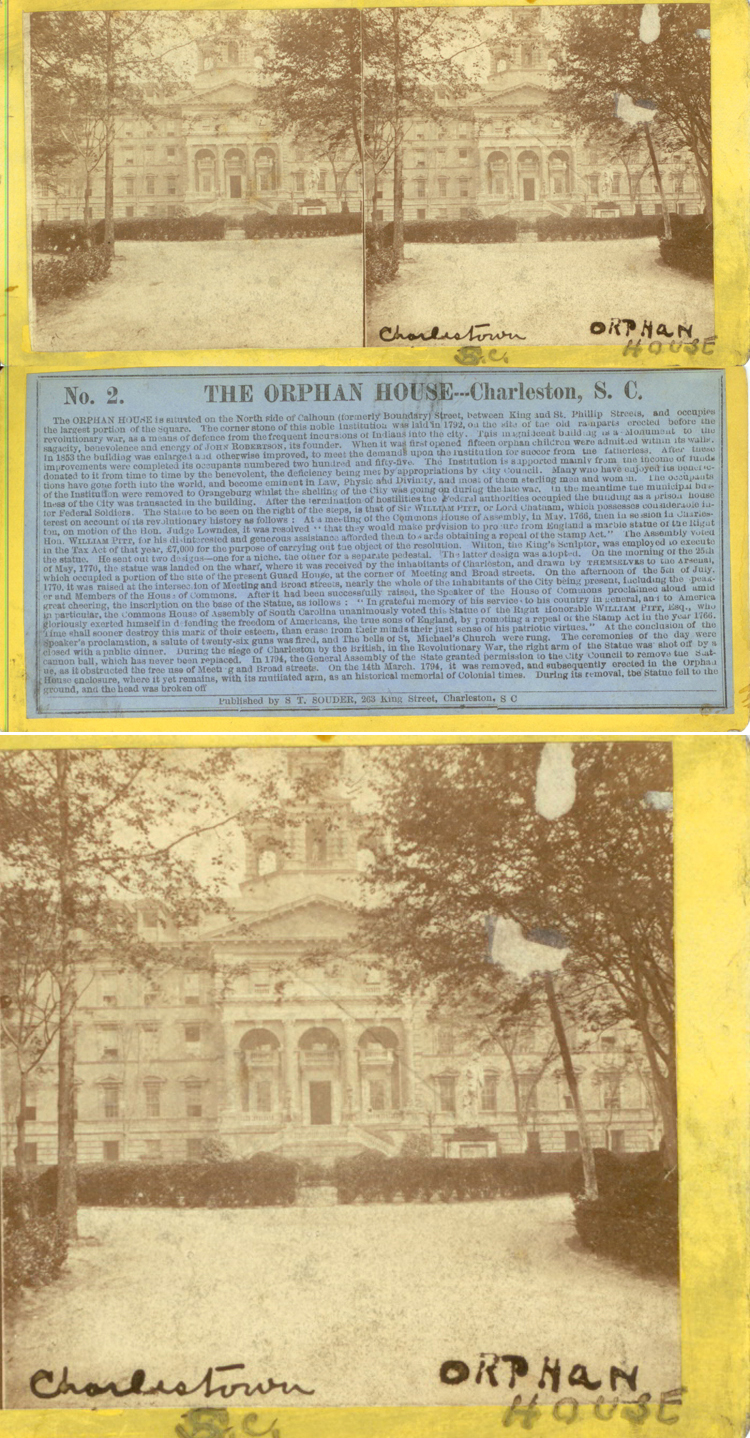 Charlestown ORPHAN
S.C. HOUSE
No. 2. THE ORPHAN HOUSE---Charleston, S. C.
The ORPHAN HOUSE is situated on the North side of Calhoun (formerly Boundary) Street, between King and St. Phillip Streets, and occupies
the largest portion of the Square. The corner stone of this noble Institution was laid in 1792, on the site of the old ramparts erected before the
revolutionary war, as a means of defence from the frequent incursions of Indians into the city. This magnificent building is a Monument to the
sagacity, benevolence and energy of JOHN ROBERTSON, its founder. When it was first opened fifteen orphan children were admitted within its walls.
In 1853 the building was enlarged and otherwise improved, to meet the demands upon the institution for succor from the fatherless. After these
improvements were completed its occupants numbered two hundred and fifty-five. The Institution is supported mainly from the income of funds
donated to it from time to time by the benevolent, the deficiency being met by appropriations by City Council. Many who have enjoyed its benefac-
tions have gone forth into the world, and become eminent in Law, Physic and Divinity, and most of them sterling men and women. The occupants
of the Institution were removed to Orangeburg whilst the shelling of the City was going on during the late war. In the meantime the municipal bus-
iness of the City was transacted in the building. After the termination of hostilities the Federal authorities occupied the building as a prison house
for Federal Soldiers. The Statue to be seen on the right of the steps, is that of Sir WILLIAM PITT, or Lord Chatham, which possesses considerable in-
terest on account of its revolutionary history as follows: At a meeting of the Commons House of Assembly, in May, 1766, then in session in Charles-
ton, on motion of the Hon. Judge Lowndes, it was resolved "that they would make provision to procure from England a marble statue of the Right
Hon. WILLIAM PITT, for his disinterested and generous assistance afforded them towards obtaining a repeal of the Stamp Act." The Assembly voted
in the Tax Act of that year, £7,000 for the purpose of carrying out the object of the resolution. Wilton, the King's Sculptor, was employed to execute
the statue. He sent out two designs—one for a niche, the other for a separate pedestal. The latter design was adopted. On the morning of the 25th
of May, 1770, the statue was landed on the wharf, where it was received by the inhabitants of Charleston, and drawn by THEMSELVES to the Arsenal,
which occupied a portion of the site of the present Guard House, at the corner of Meeting and Broad streets. On the afternoon of the 5th of July,
1770, it was raised at the intersection of Meeting and Broad streets, nearly the whole of the inhabitants of the City being present, including the Speak-
er and Members of the House of Commons. After it had been successfully raised, the Speaker of the House of Commons proclaimed aloud amid
great cheering, the inscription on the base of the Statue, as follows: "In grateful memory of his services to his country in general, and to America
in particular, the Commons House of Assembly of South Carolina unanimously voted this Statue of the Right Honorable WILLIAM PITT, Esq., who
gloriously exerted himself in defending the freedom of Americans, the true sons of England, by promoting a repeal of the Stamp Act in the year 1766.
Time shall sooner destroy this mark of their esteem, than erase from their minds their just sense of his patriotic virtues." At the conclusion of the
Speaker's proclamation, a salute of twenty-six guns was fired, and The bells of St, Michael's Church were rung. The ceremonies of the day were
closed with a public dinner. During the siege of Charleston by the British, in the Revolutionary War, the right arm of the Statue was shot off by a
cannon ball, which has never been replaced. In 1794, the General Assembly of the State granted permission to the City Council to remove the Stat-
ue, as it obstructed the free use of Meeting and Broad streets. On the 14th March, 1794, it was removed, and subsequently erected in the Orphan
House enclosure, where it yet remains, with its mutilated arm, as an historical memorial of Colonial times. During its removal, the Statue fell to the
ground, and the head was broken off
Published by S T. SOUDER, 263 King Street, Charleston, S C
Charlestown ORPHAN
S.C. HOUSE